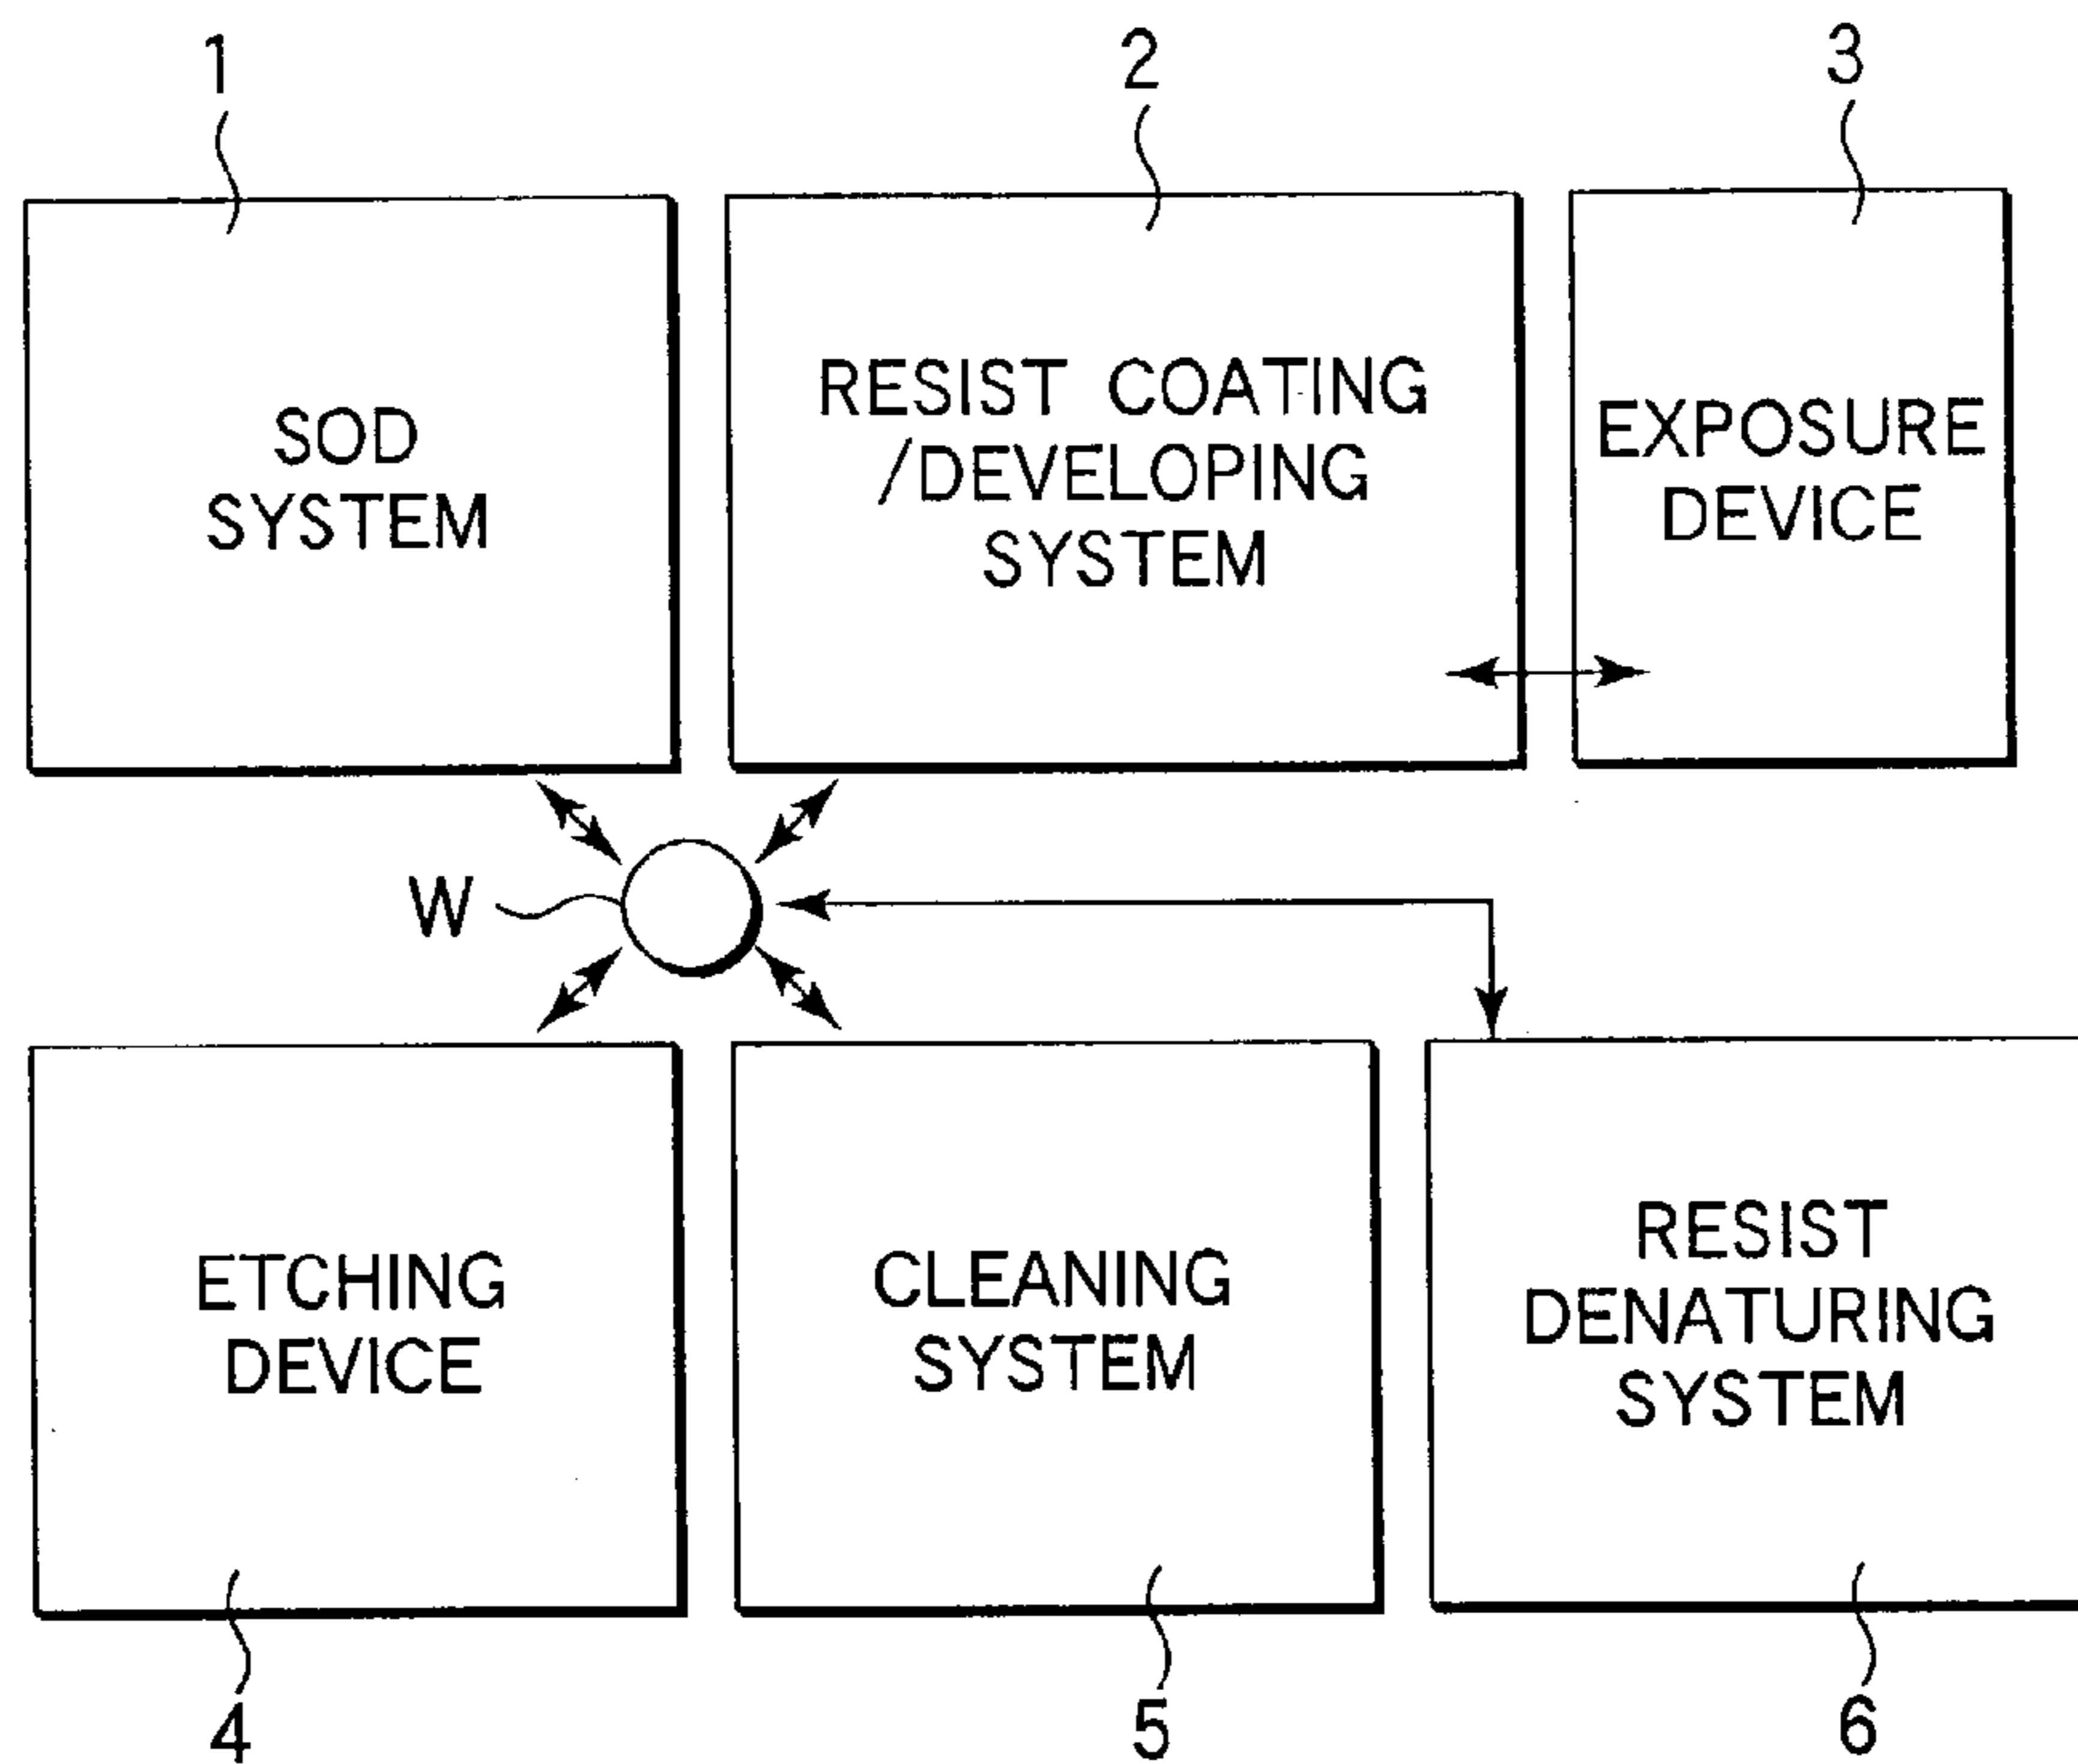 1
2
3
SOD
SYSTEM
RESIST COATING
/DEVELOPING
SYSTEM
EXPOSURE
DEVICE
W
ETCHING
DEVICE
CLEANING
SYSTEM
RESIST
DENATURING
SYSTEM
4
5
6